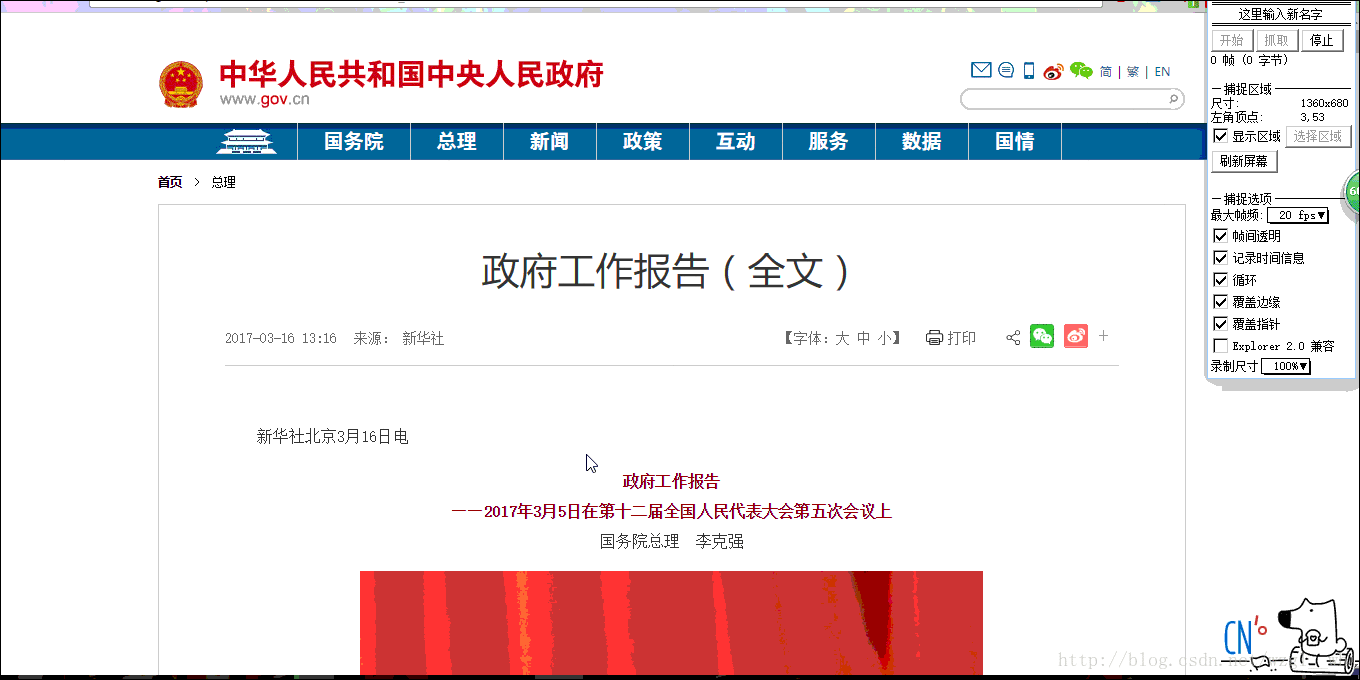 中华人民共和国中央人民政府
www.gov.cn
简 | 繁 | EN
国务院 总理 新闻 政策 互动 服务 数据 国情
首页 > 总理
政府工作报告（全文）
2017-03-16 13:16 来源： 新华社
【字体：大 中 小】 打印
新华社北京3月16日电
政府工作报告
——2017年3月5日在第十二届全国人民代表大会第五次会议上
国务院总理 李克强
这里输入新名字
开始 抓取 停止
0 帧 (0 字节)
捕捉区域
尺寸: 1360x680
左角顶点: 3,53
显示区域 选择区域
刷新屏幕
60
捕捉选项
最大帧频: 20 fps
帧间透明
记录时间信息
循环
覆盖边缘
覆盖指针
Explorer 2.0 兼容
录制尺寸 100%
CN
http://blog.csdn.net